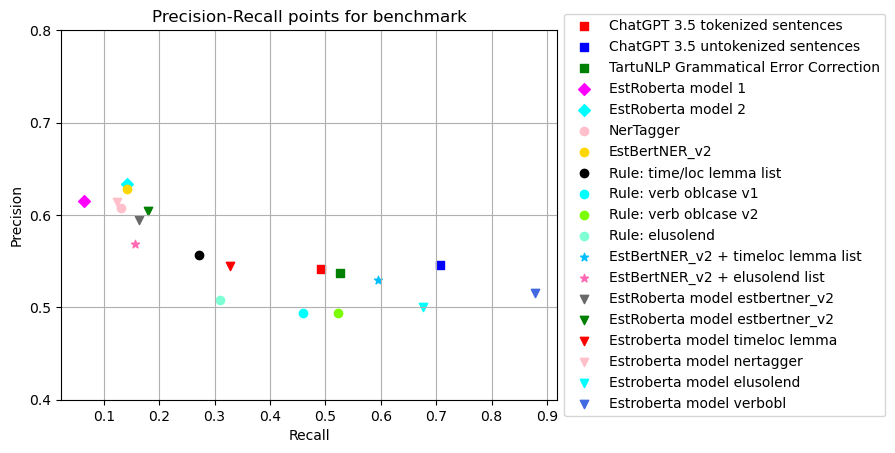 Precision-Recall points for benchmark
0.8
0.7
0.6
0.5
0.4
Precision
0.1
0.2
0.3
0.4
0.5
0.6
0.7
0.8
0.9
Recall
ChatGPT 3.5 tokenized sentences
ChatGPT 3.5 untokenized sentences
TartuNLP Grammatical Error Correction
EstRoberta model 1
EstRoberta model 2
NerTagger
EstBertNER_v2
Rule: time/loc lemma list
Rule: verb oblcase v1
Rule: verb oblcase v2
Rule: elusolend
EstBertNER_v2 + timeloc lemma list
EstBertNER_v2 + elusolend list
EstRoberta model estbertner_v2
EstRoberta model estbertner_v2
Estroberta model timeloc lemma
Estroberta model nertagger
Estroberta model elusolend
Estroberta model verbobl